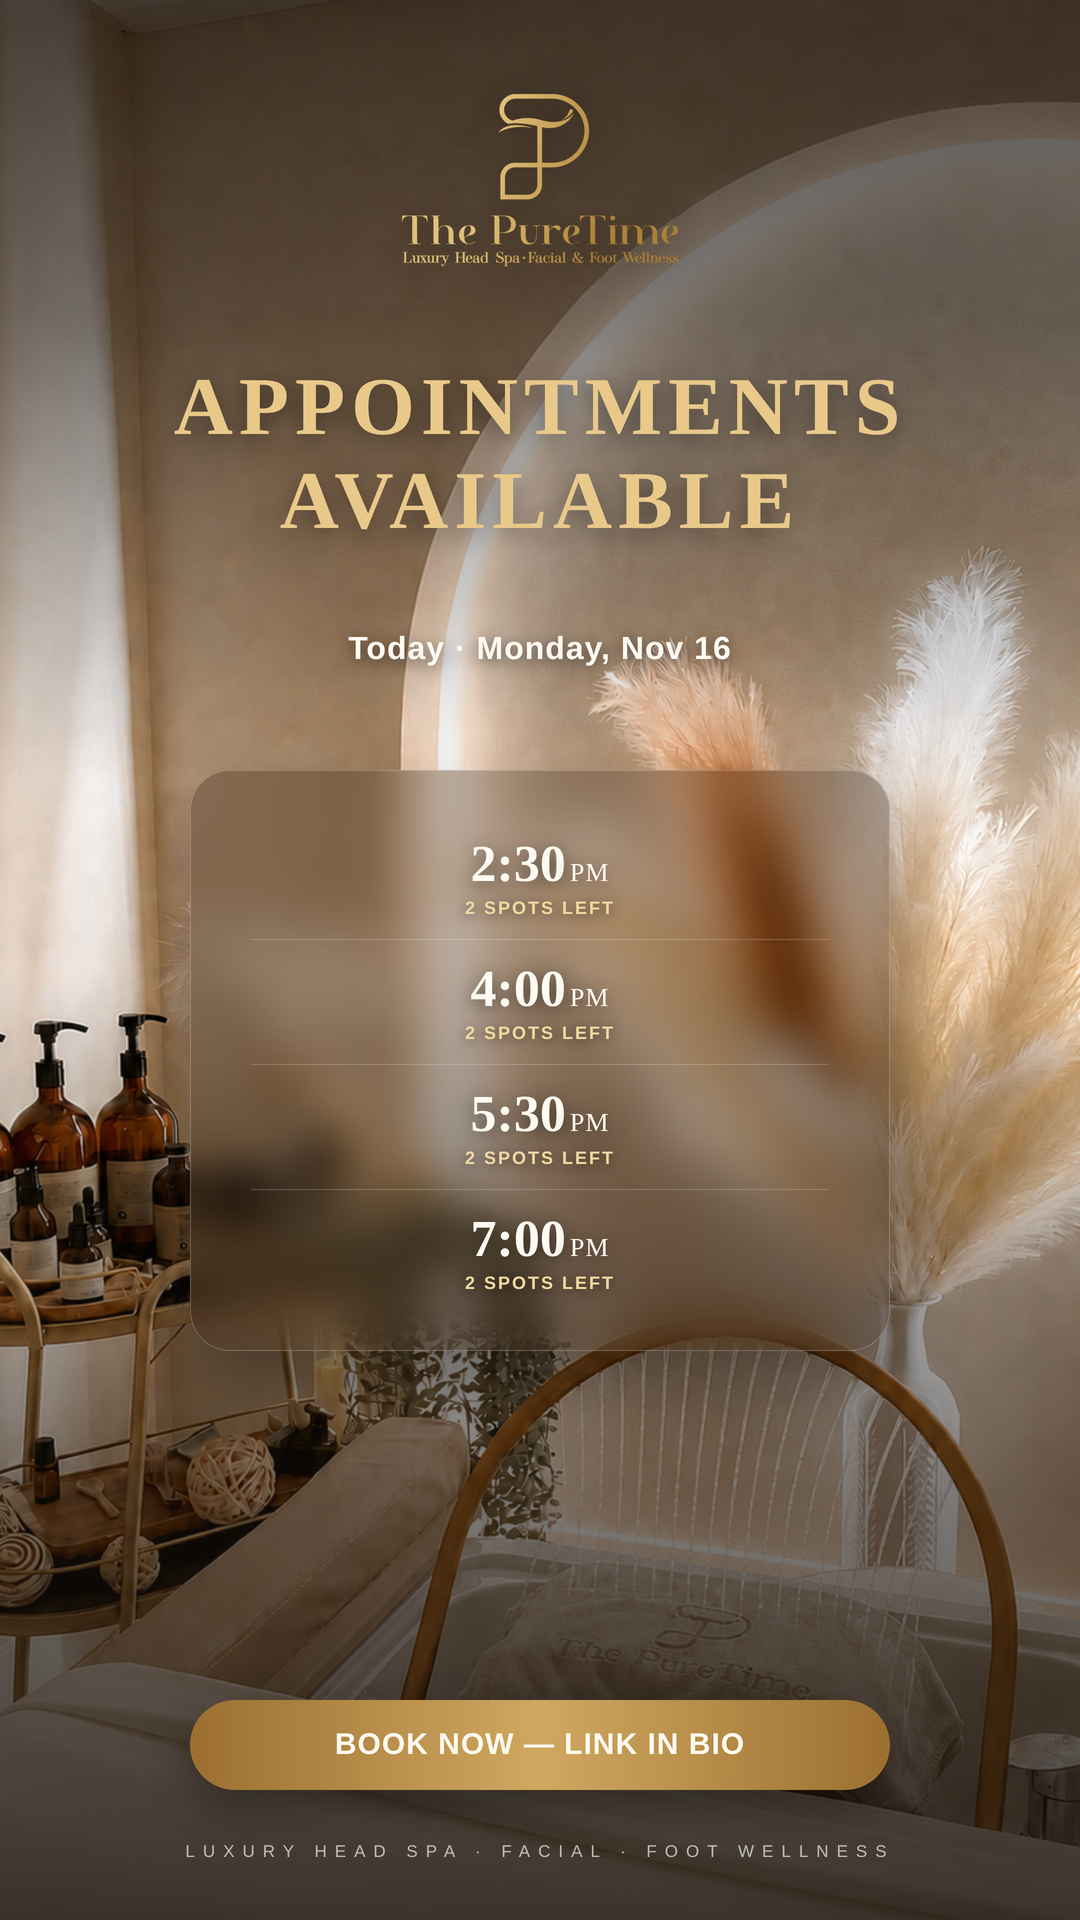 The PureTime
Luxury Head Spa·Facial & Foot Wellness
APPOINTMENTS
AVAILABLE
Today · Monday, Nov 16
2:30 PM
2 SPOTS LEFT
4:00 PM
2 SPOTS LEFT
5:30 PM
2 SPOTS LEFT
7:00 PM
2 SPOTS LEFT
The PureTime
BOOK NOW — LINK IN BIO
LUXURY HEAD SPA · FACIAL · FOOT WELLNESS